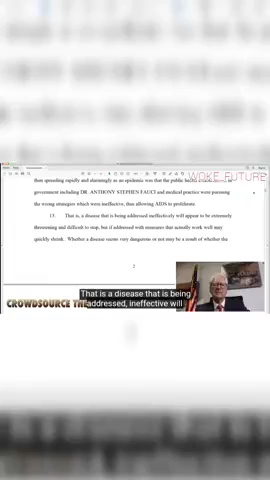 WOKE FUTURE
than spreading rapidly and alarmingly as an epidemic was that the public health
government including DR. ANTHONY STEPHEN FAUCI and medical practice were pursuing
the wrong strategies which were ineffective, thus allowing AIDS to proliferate.
15. That is, a disease that is being addressed ineffectively will appear to be extremely
threatening and difficult to stop, but if addressed with measures that actually work well may
quickly shrink. Whether a disease seems very dangerous or not may be a result of whether the
2
CROWDSOURCE THE
That is a disease that is being
addressed, ineffective will